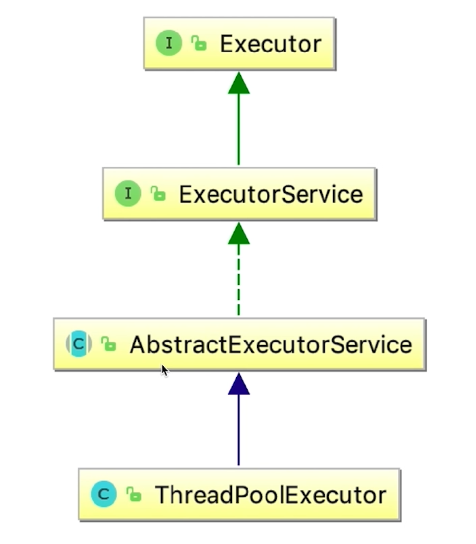 I Executor
I ExecutorService
C AbstractExecutorService
C ThreadPoolExecutor